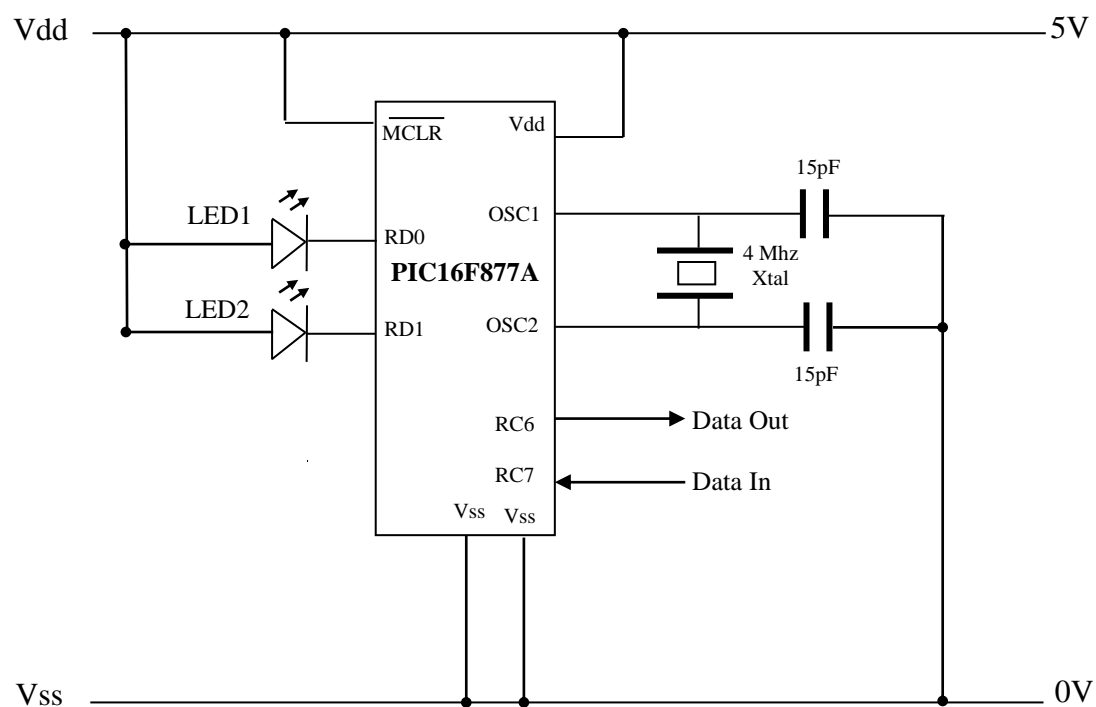 Vdd
5V
MCLR
Vdd
15pF
LED1
OSC1
RD0
4 Mhz
Xtal
PIC16F877A
LED2
RD1
OSC2
15pF
RC6
Data Out
RC7
Data In
Vss
Vss
Vss
0V